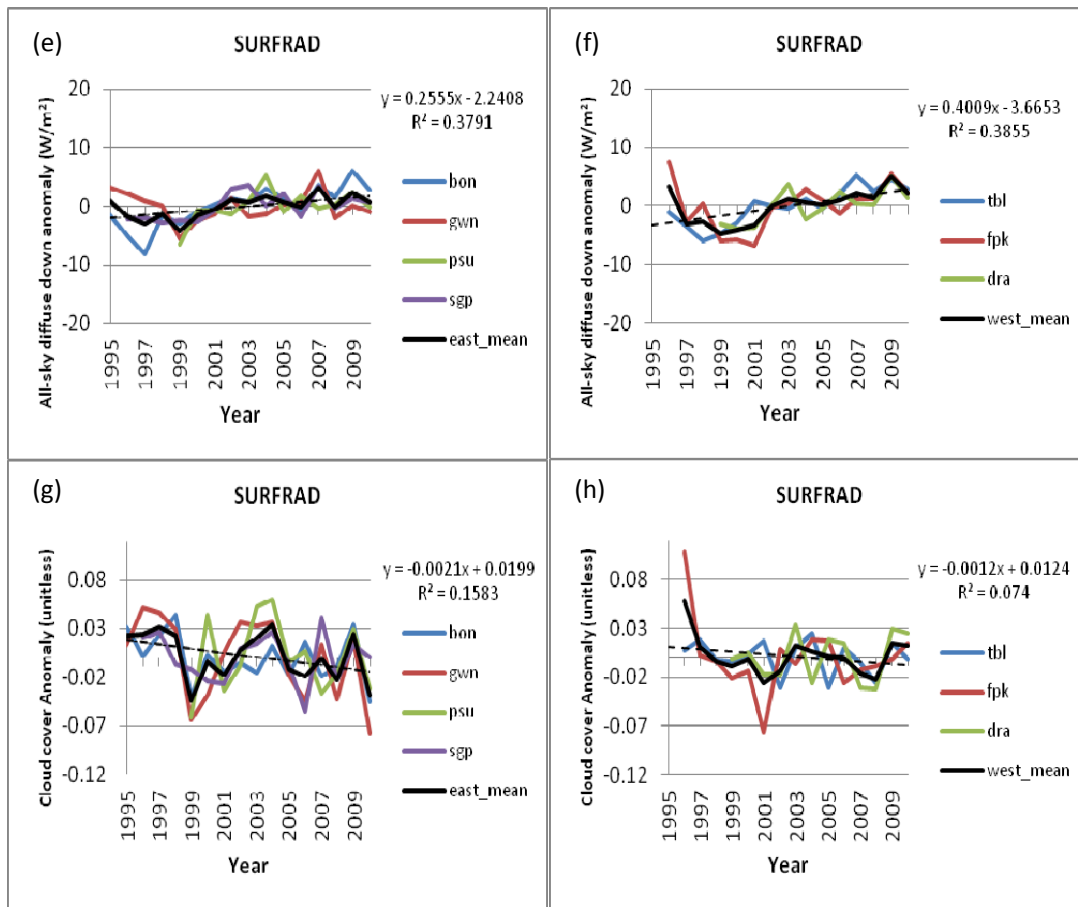 (e)
SURFRAD
All-sky diffuse down anomaly (W/m²)
20
10
0
-10
-20
y = 0.2555x - 2.2408
R² = 0.3791
bon
gwn
psu
sgp
east_mean
1995
1997
1999
2001
2003
2005
2007
2009
Year
(f)
SURFRAD
All-sky diffuse down anomaly (W/m²)
20
10
0
-10
-20
y = 0.4009x - 3.6653
R² = 0.3855
tbl
fpk
dra
west_mean
1995
1997
1999
2001
2003
2005
2007
2009
Year
(g)
SURFRAD
Cloud cover Anomaly (unitless)
0.08
0.03
-0.02
-0.07
-0.12
y = -0.0021x + 0.0199
R² = 0.1583
bon
gwn
psu
sgp
east_mean
1995
1997
1999
2001
2003
2005
2007
2009
Year
(h)
SURFRAD
Cloud cover Anomaly (unitless)
0.08
0.03
-0.02
-0.07
-0.12
y = -0.0012x + 0.0124
R² = 0.074
tbl
fpk
dra
west_mean
1995
1997
1999
2001
2003
2005
2007
2009
Year